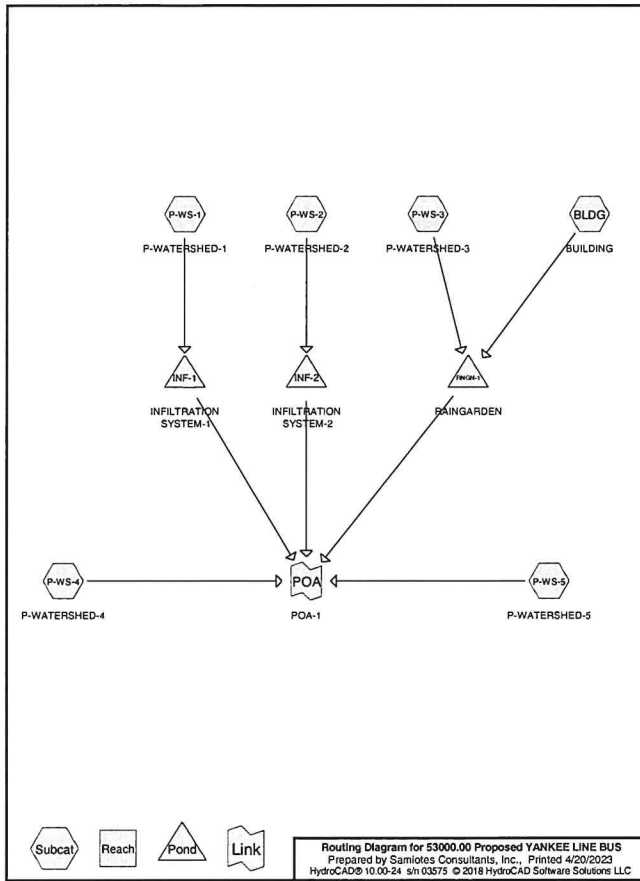 P-WS-1
P-WS-2
P-WS-3
BLDG
P-WATERSHED-1
P-WATERSHED-2
P-WATERSHED-3
BUILDING
INF-1
INF-2
RNGN-1
INFILTRATION
SYSTEM-1
INFILTRATION
SYSTEM-2
RAINGARDEN
P-WS-4
POA
P-WS-5
P-WATERSHED-4
POA-1
P-WATERSHED-5
Subcat
Reach
Pond
Link
Routing Diagram for 53000.00 Proposed YANKEE LINE BUS
Prepared by Samiotes Consultants, Inc., Printed 4/20/2023
HydroCAD® 10.00-24 s/n 03575 © 2018 HydroCAD Software Solutions LLC